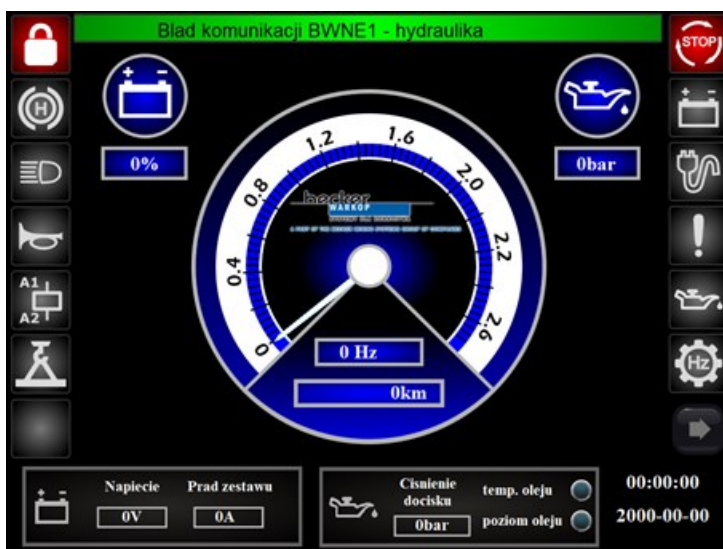 Blad komunikacji BWNE1 - hydraulika
STOP
+ -
+ -
H
0%
0bar
0
0.4
0.8
1.2
1.6
2.0
2.2
2.6
becker
WARKOP
A1
A2
Hz
0 Hz
0km
Napiecie
Prad zestawu
0V
0A
Cisnienie
docisku
0bar
temp. oleju
poziom oleju
00:00:00
2000-00-00